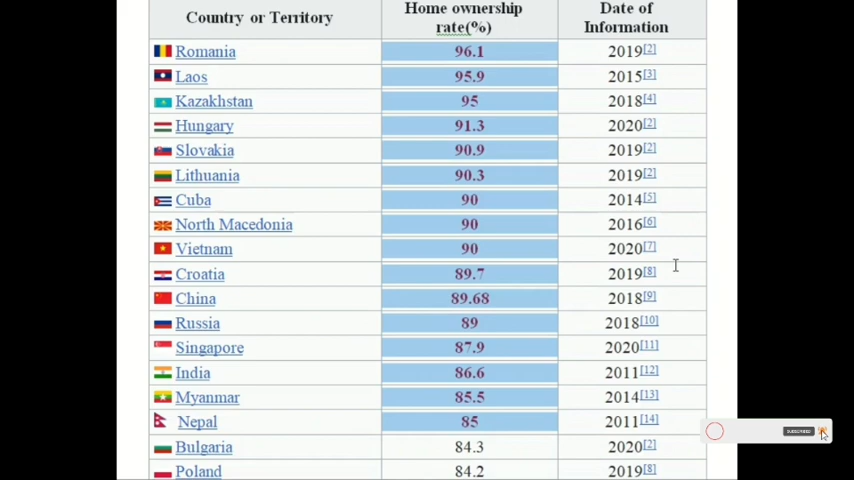 Country or Territory Home ownership rate(%) Date of Information
Romania 96.1 2019[2]
Laos 95.9 2015[3]
Kazakhstan 95 2018[4]
Hungary 91.3 2020[2]
Slovakia 90.9 2019[2]
Lithuania 90.3 2019[2]
Cuba 90 2014[5]
North Macedonia 90 2016[6]
Vietnam 90 2020[7]
Croatia 89.7 2019[8]
China 89.68 2018[9]
Russia 89 2018[10]
Singapore 87.9 2020[11]
India 86.6 2011[12]
Myanmar 85.5 2014[13]
Nepal 85 2011[14]
SUBSCRIBED
Bulgaria 84.3 2020[2]
Poland 84.2 2019[8]